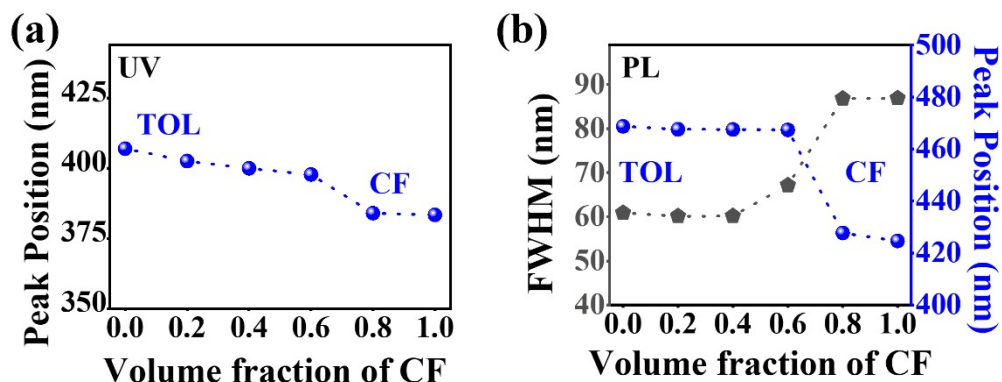 (a)
UV
TOL
CF
Peak Position (nm)
425
400
375
350
0.0 0.2 0.4 0.6 0.8 1.0
Volume fraction of CF
(b)
PL
TOL
CF
FWHM (nm)
90
80
70
60
50
40
500
480
460
440
420
400
Peak Position (nm)
0.0 0.2 0.4 0.6 0.8 1.0
Volume fraction of CF